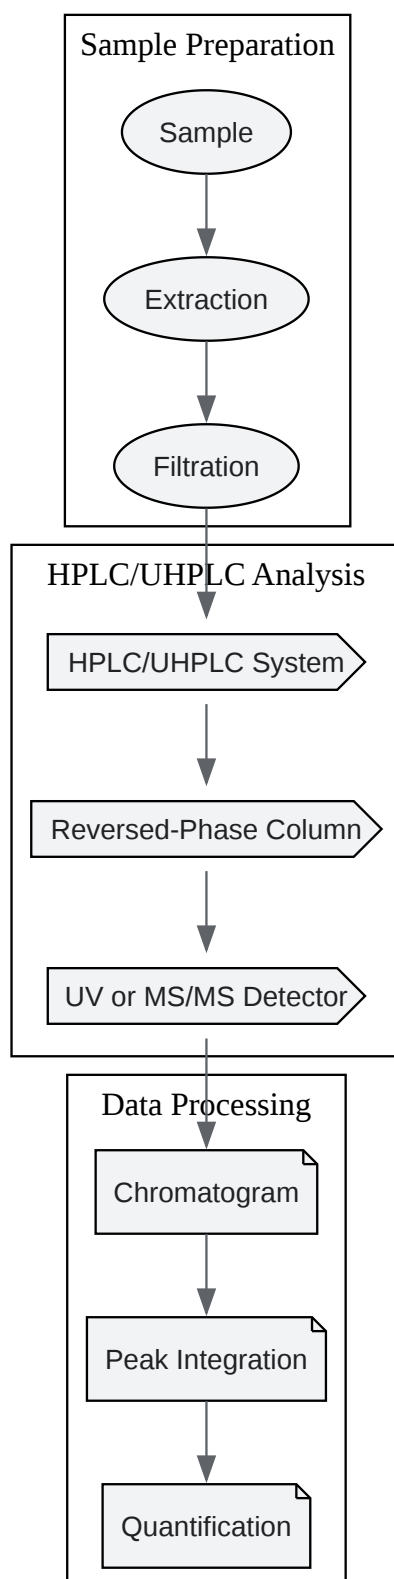 Sample Preparation
Sample
Extraction
Filtration
HPLC/UHPLC Analysis
HPLC/UHPLC System
Reversed-Phase Column
UV or MS/MS Detector
Data Processing
Chromatogram
Peak Integration
Quantification